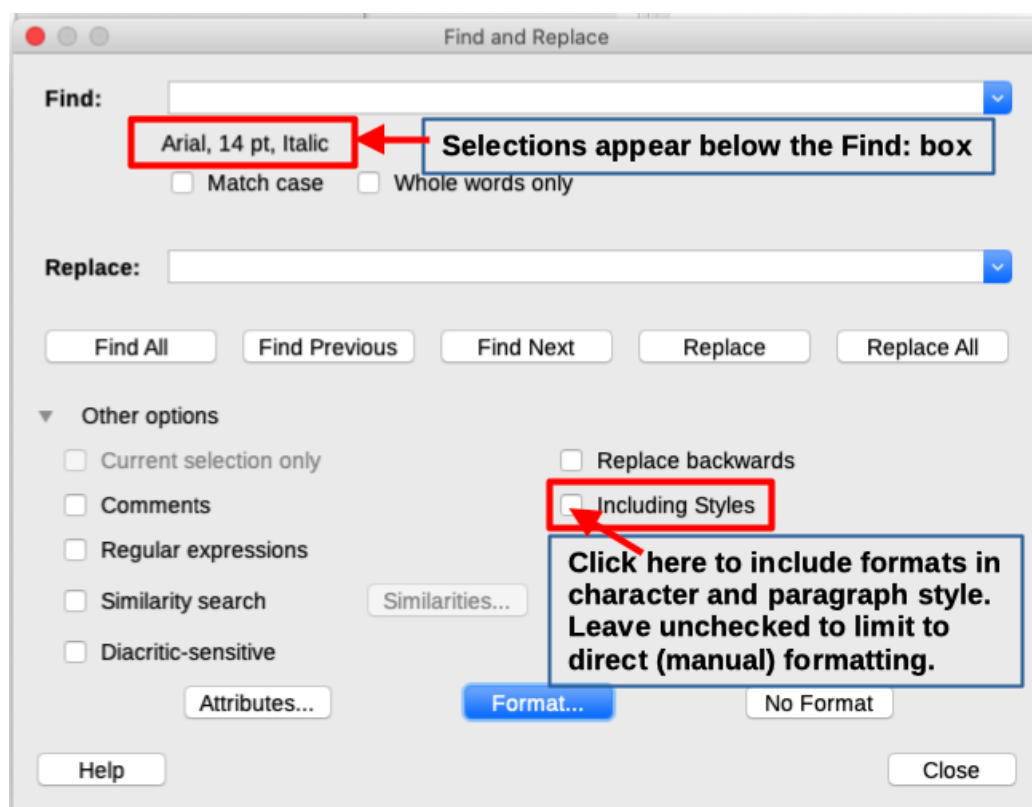 Find and Replace
Find:
Arial, 14 pt, Italic
Selections appear below the Find: box
Match case Whole words only
Replace:
Find All Find Previous Find Next Replace Replace All
Other options
Current selection only Replace backwards
Comments Including Styles
Regular expressions
Click here to include formats in
character and paragraph style.
Leave unchecked to limit to
direct (manual) formatting.
Similarity search Similarities...
Diacritic-sensitive
Attributes... Format... No Format
Help Close